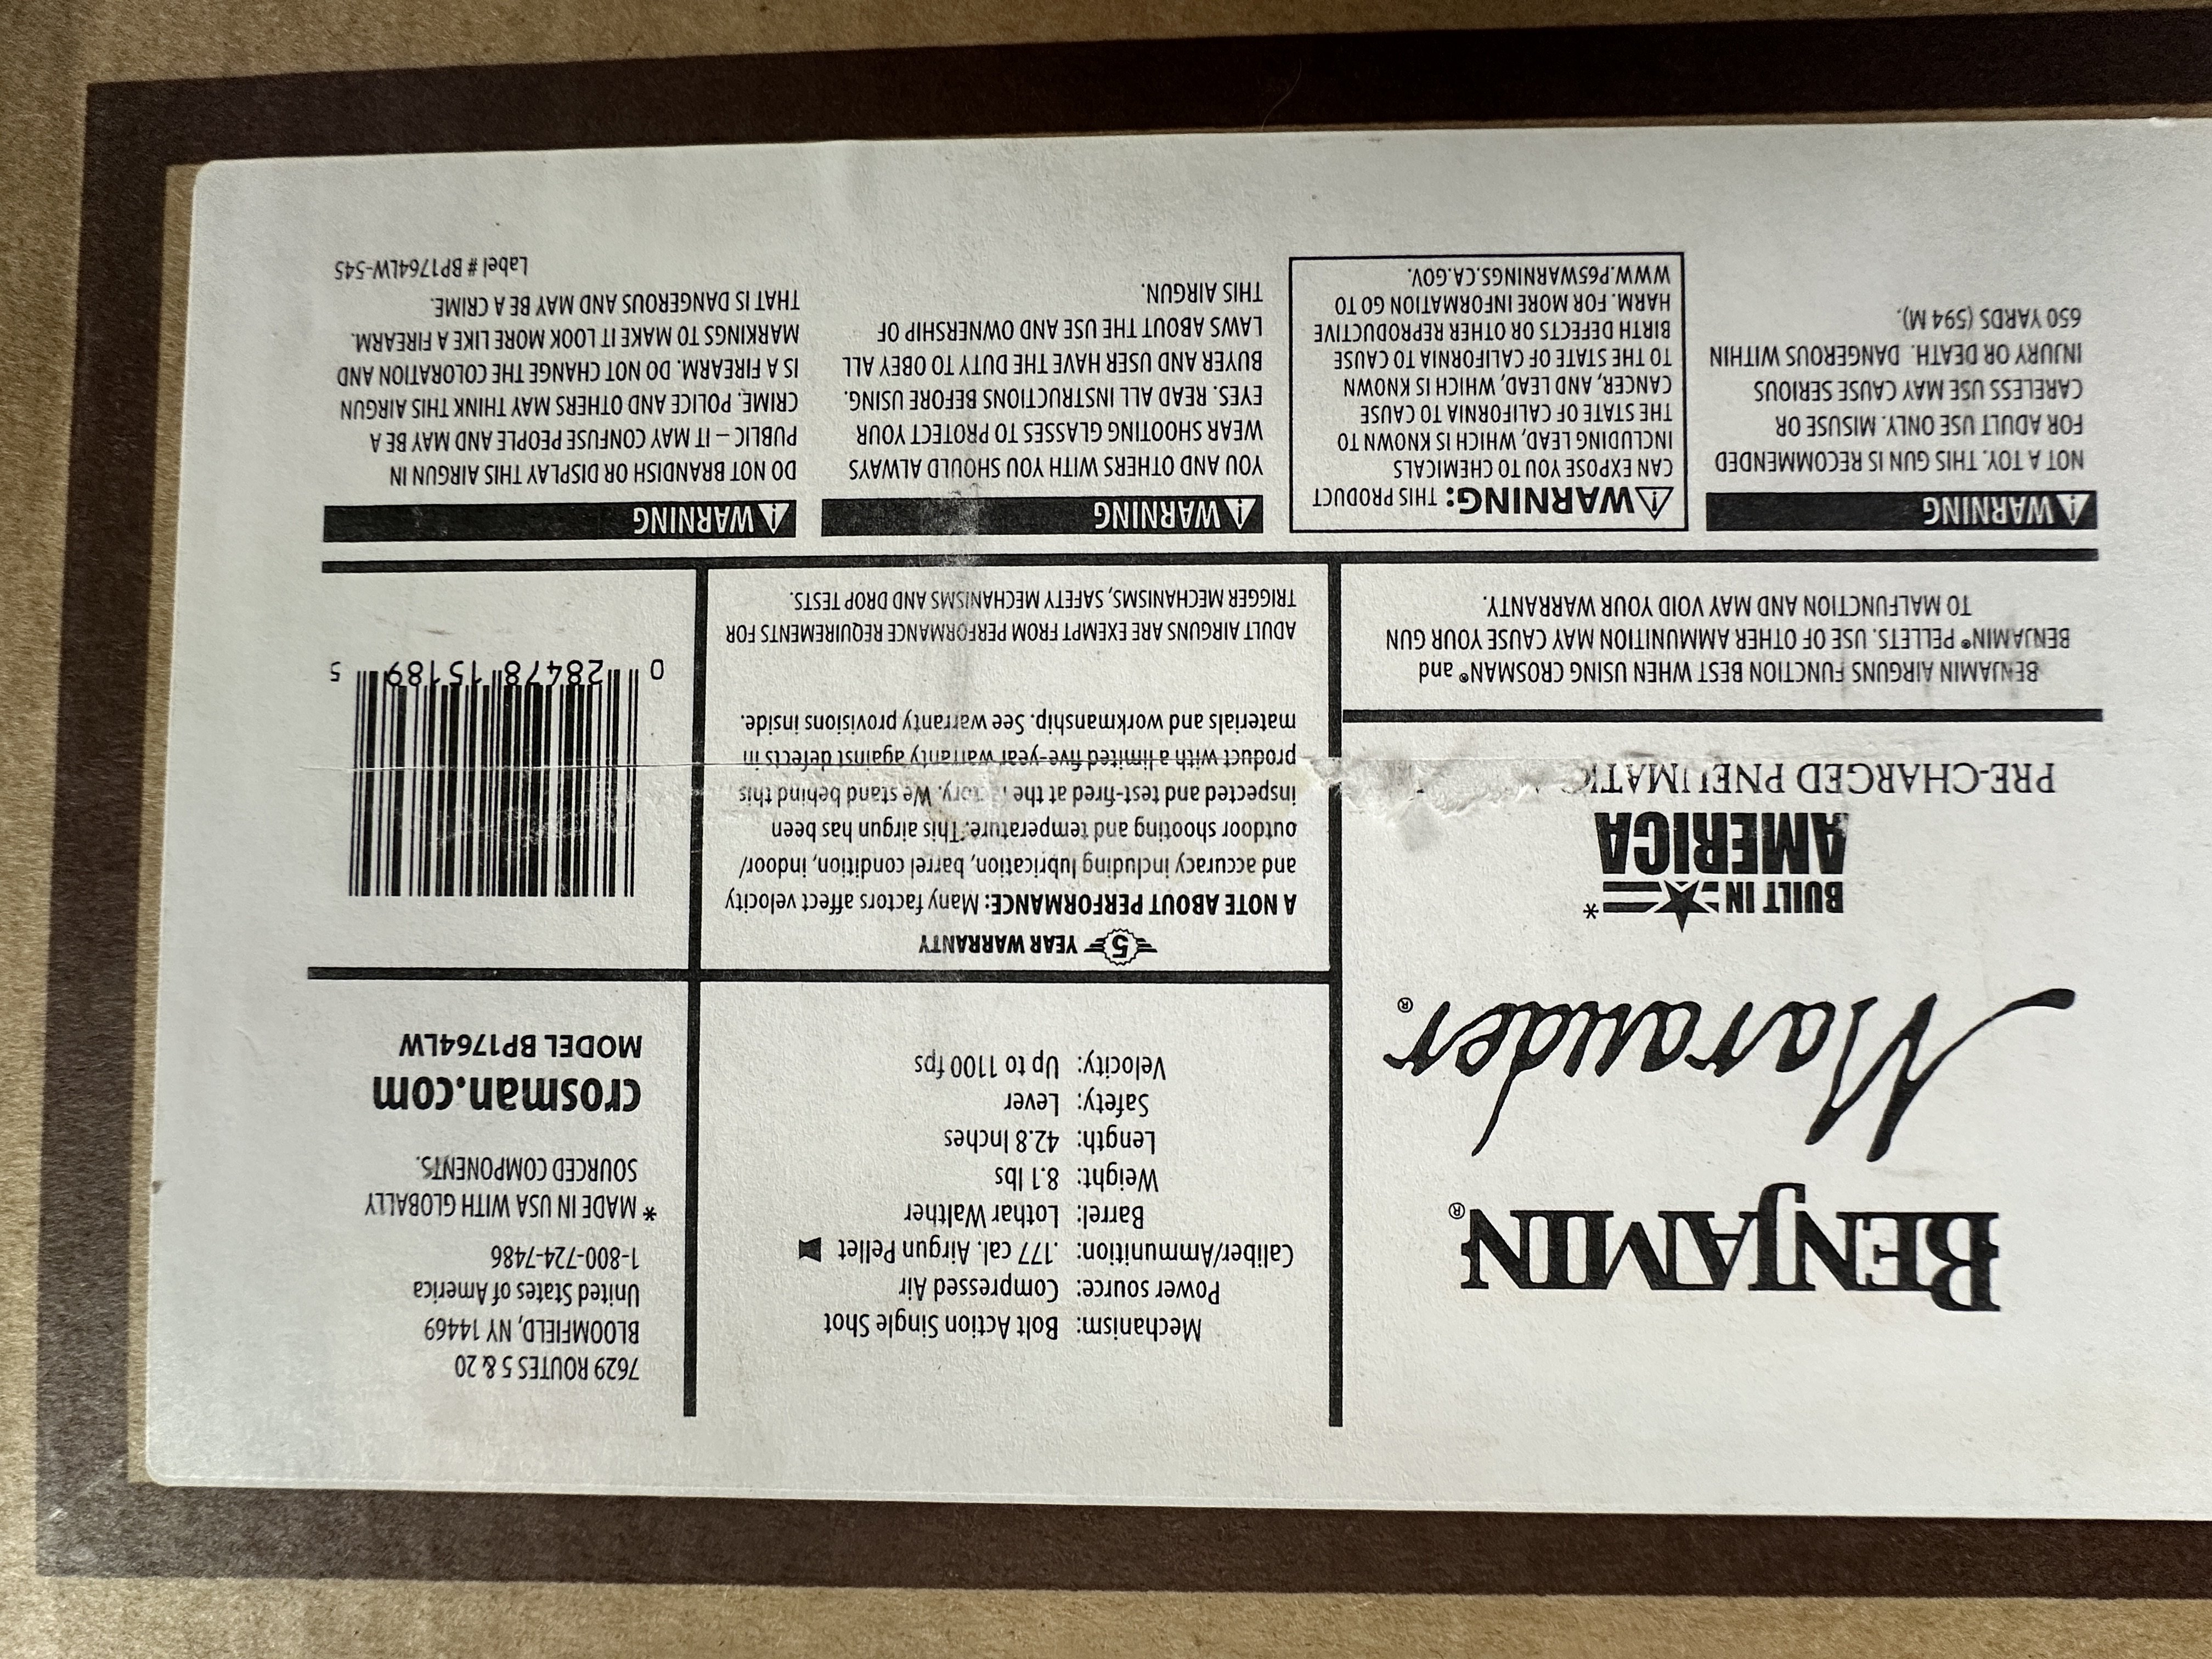 BENJAMIN®
Marauder®
BUILT IN
AMERICA*
PRE-CHARGED PNEUMATIC
BENJAMIN AIRGUNS FUNCTION BEST WHEN USING CROSMAN® and
BENJAMIN® PELLETS. USE OF OTHER AMMUNITION MAY CAUSE YOUR GUN
TO MALFUNCTION AND MAY VOID YOUR WARRANTY.
Mechanism: Bolt Action Single Shot
Power source: Compressed Air
Caliber/Ammunition: .177 cal. Airgun Pellet
Barrel: Lothar Walther
Weight: 8.1 lbs
Length: 42.8 Inches
Safety: Lever
Velocity: Up to 1100 fps
5 YEAR WARRANTY
A NOTE ABOUT PERFORMANCE: Many factors affect velocity
and accuracy including lubrication, barrel condition, indoor/
outdoor shooting and temperature. This airgun has been
inspected and test-fired at the factory. We stand behind this
product with a limited five-year warranty against defects in
materials and workmanship. See warranty provisions inside.
ADULT AIRGUNS ARE EXEMPT FROM PERFORMANCE REQUIREMENTS FOR
TRIGGER MECHANISMS, SAFETY MECHANISMS AND DROP TESTS.
7629 ROUTES 5 & 20
BLOOMFIELD, NY 14469
United States of America
1-800-724-7486
* MADE IN USA WITH GLOBALLY
SOURCED COMPONENTS.
crosman.com
MODEL BP1764LW
0 28478 15189 5
WARNING
NOT A TOY. THIS GUN IS RECOMMENDED
FOR ADULT USE ONLY. MISUSE OR
CARELESS USE MAY CAUSE SERIOUS
INJURY OR DEATH. DANGEROUS WITHIN
650 YARDS (594 M).
WARNING: THIS PRODUCT
CAN EXPOSE YOU TO CHEMICALS
INCLUDING LEAD, WHICH IS KNOWN TO
THE STATE OF CALIFORNIA TO CAUSE
CANCER, AND LEAD, WHICH IS KNOWN
TO THE STATE OF CALIFORNIA TO CAUSE
BIRTH DEFECTS OR OTHER REPRODUCTIVE
HARM. FOR MORE INFORMATION GO TO
WWW.P65WARNINGS.CA.GOV.
WARNING
YOU AND OTHERS WITH YOU SHOULD ALWAYS
WEAR SHOOTING GLASSES TO PROTECT YOUR
EYES. READ ALL INSTRUCTIONS BEFORE USING.
BUYER AND USER HAVE THE DUTY TO OBEY ALL
LAWS ABOUT THE USE AND OWNERSHIP OF
THIS AIRGUN.
WARNING
DO NOT BRANDISH OR DISPLAY THIS AIRGUN IN
PUBLIC – IT MAY CONFUSE PEOPLE AND MAY BE A
CRIME. POLICE AND OTHERS MAY THINK THIS AIRGUN
IS A FIREARM. DO NOT CHANGE THE COLORATION AND
MARKINGS TO MAKE IT LOOK MORE LIKE A FIREARM.
THAT IS DANGEROUS AND MAY BE A CRIME.
Label # BP1764LW-545